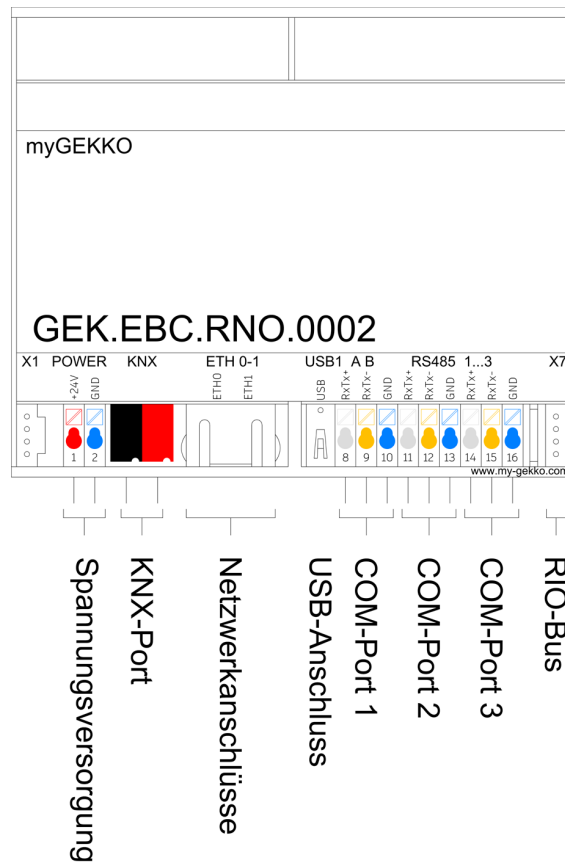 myGEKKO
GEK.EBC.RNO.0002
X1 POWER KNX ETH 0-1 USB1 A B RS485 1...3 X7
+24V GND ETH0 ETH1 USB RxTx+ RxTx- GND RxTx+ RxTx- GND RxTx+ RxTx- GND
1 2 8 9 10 11 12 13 14 15 16
www.my-gekko.com
Spannungsversorgung
KNX-Port
Netzwerkanschlüsse
USB-Anschluss
COM-Port 1
COM-Port 2
COM-Port 3
RIO-Bus